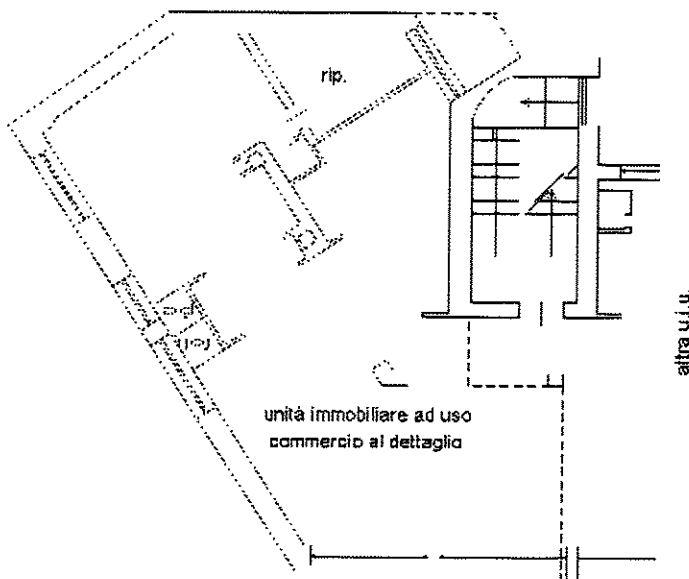 rip.
unità immobiliare ad uso
commercio al dettaglio
altra u.i.u.